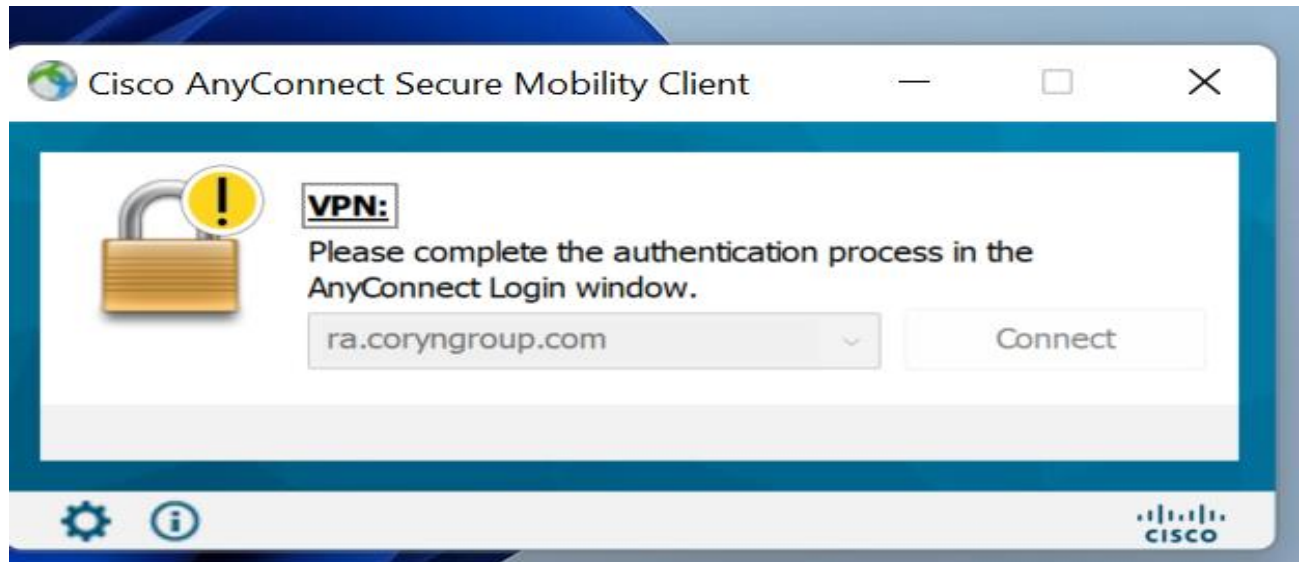 Cisco AnyConnect Secure Mobility Client
VPN:
Please complete the authentication process in the
AnyConnect Login window.
ra.coryngroup.com
Connect
CISCO